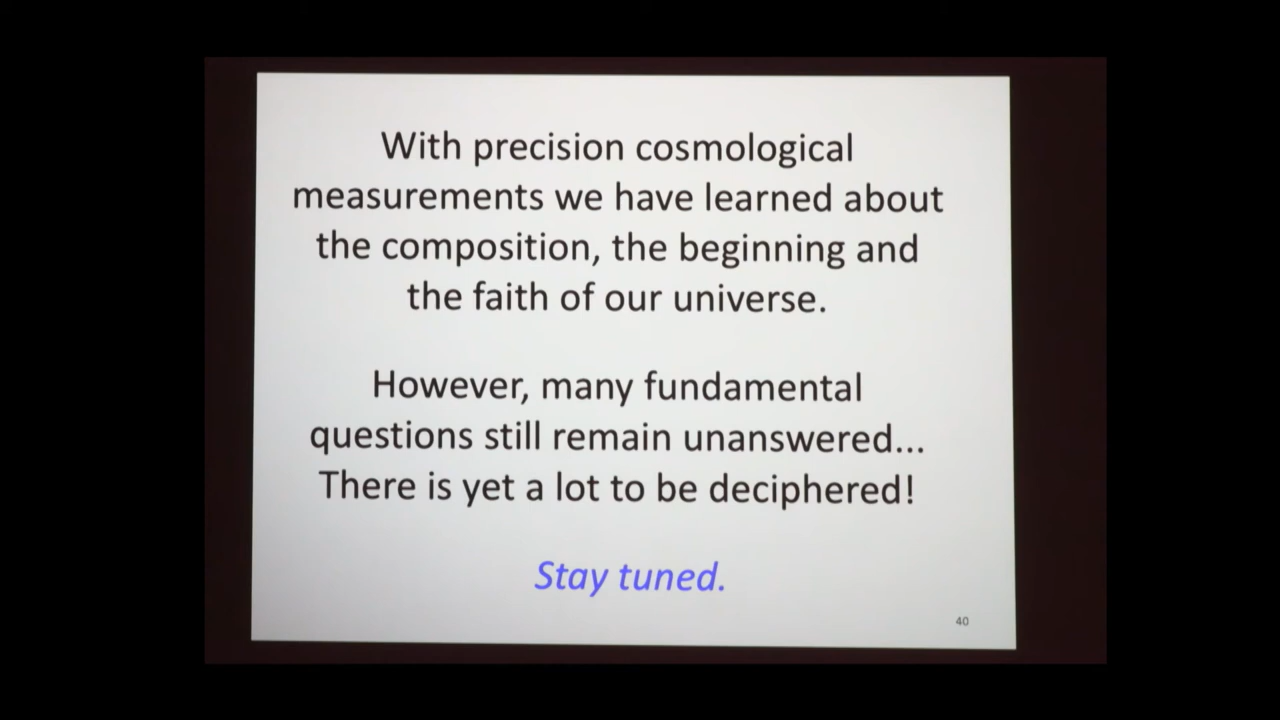 With precision cosmological
measurements we have learned about
the composition, the beginning and
the faith of our universe.
However, many fundamental
questions still remain unanswered...
There is yet a lot to be deciphered!
Stay tuned.
40